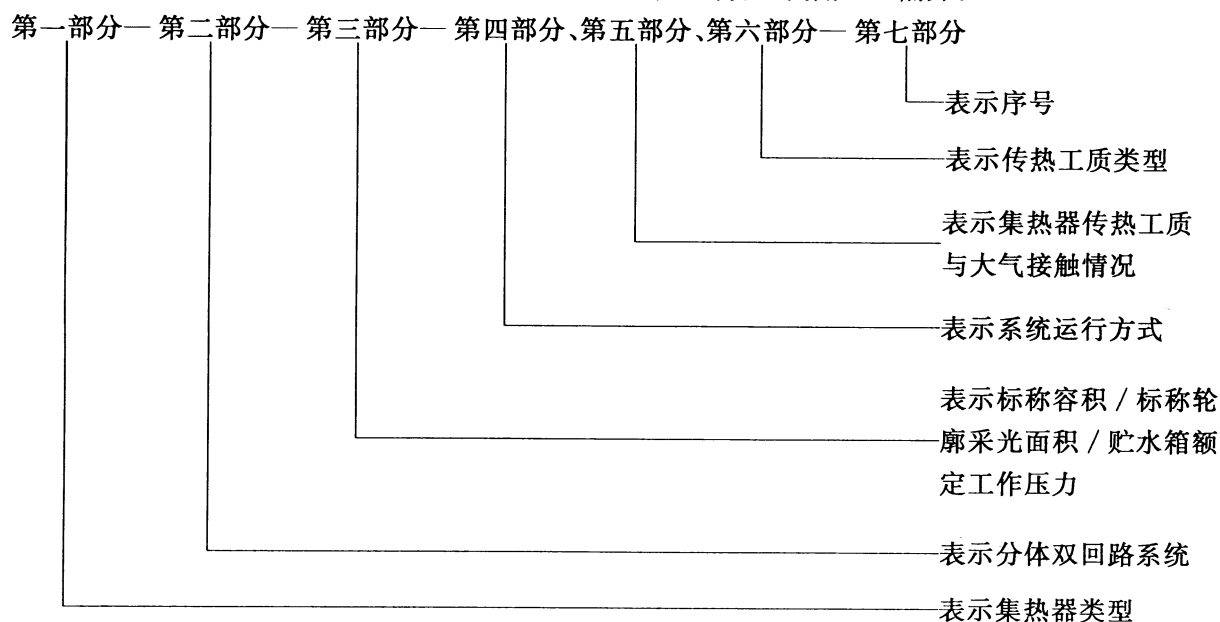 第一部分—第二部分—第三部分—第四部分、第五部分、第六部分—第七部分
表示序号
表示传热工质类型
表示集热器传热工质
与大气接触情况
表示系统运行方式
表示标称容积/标称轮
廓采光面积/贮水箱额
定工作压力
表示分体双回路系统
表示集热器类型